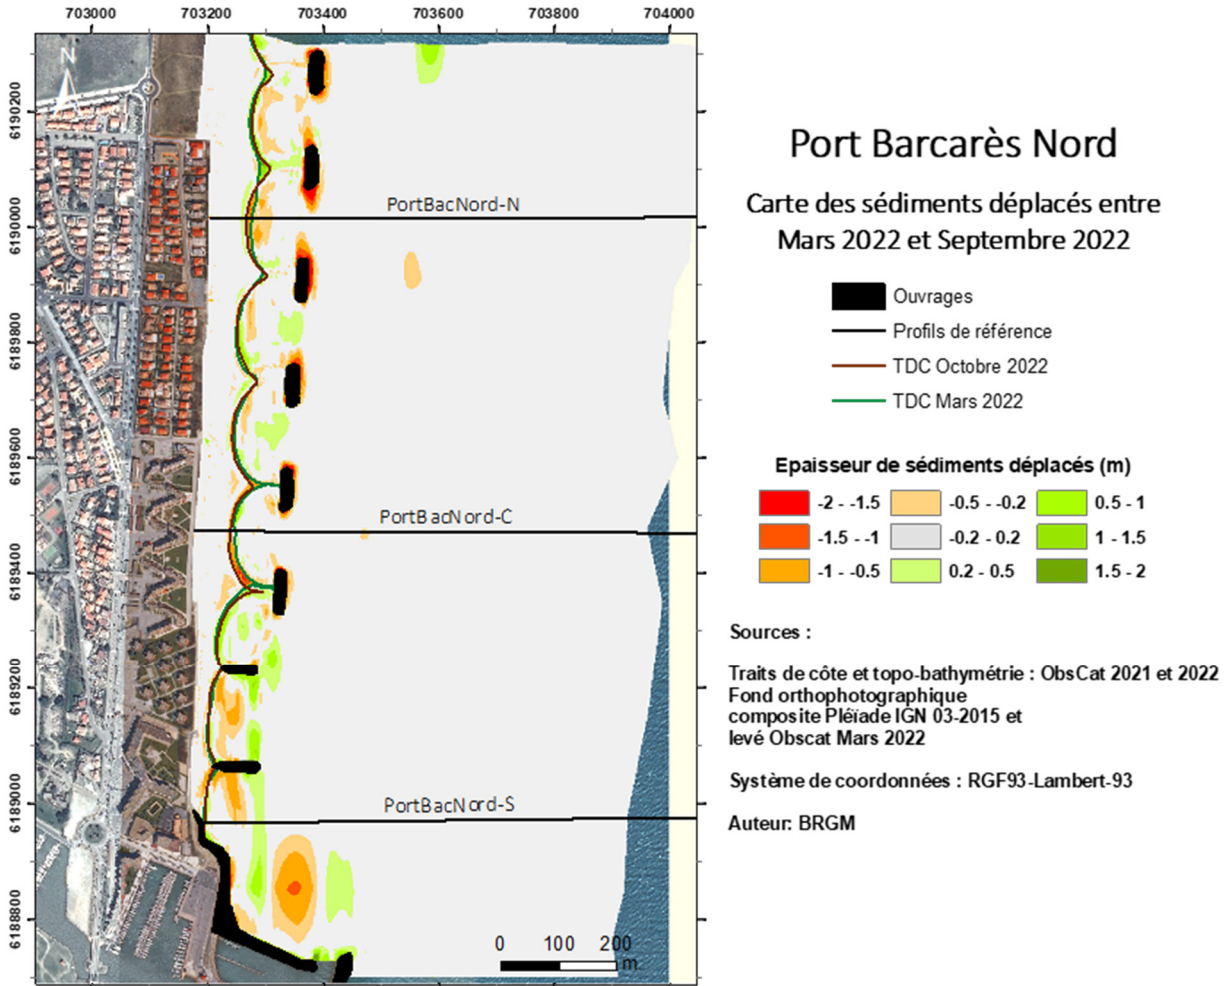 703000 703200 703400 703600 703800 704000
N
6190200
6190000
6189800
6189600
6189400
6189200
6189000
6188800
PortBacNord-N
PortBacNord-C
PortBacNord-S
0 100 200
m
Port Barcarès Nord
Carte des sédiments déplacés entre
Mars 2022 et Septembre 2022
Ouvrages
Profils de référence
TDC Octobre 2022
TDC Mars 2022
Epaisseur de sédiments déplacés (m)
-2 - -1.5 -0.5 - -0.2 0.5 - 1
-1.5 - -1 -0.2 - 0.2 1 - 1.5
-1 - -0.5 0.2 - 0.5 1.5 - 2
Sources :
Traits de côte et topo-bathymétrie : ObsCat 2021 et 2022
Fond orthophotographique
composite Pléïade IGN 03-2015 et
levé Obscat Mars 2022
Système de coordonnées : RGF93-Lambert-93
Auteur: BRGM